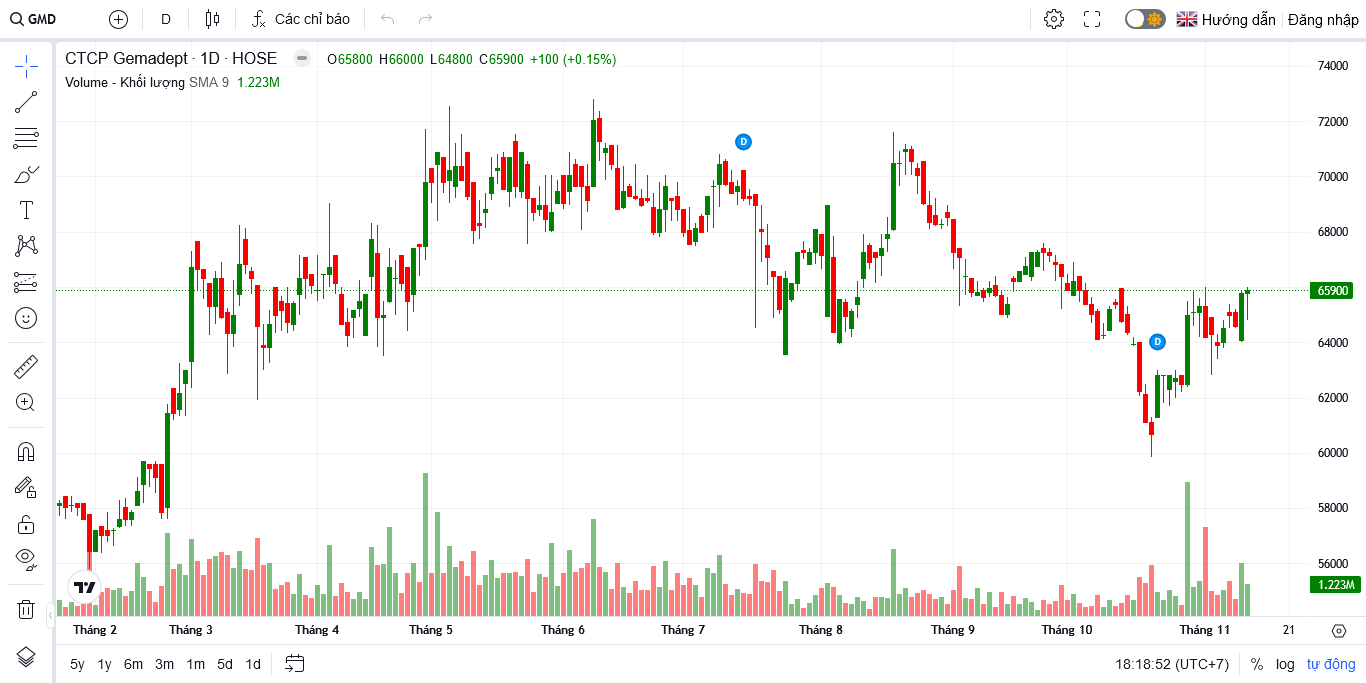 GMD D Các chỉ báo Hướng dẫn Đăng nhập
CTCP Gemadept · 1D · HOSE O65800 H66000 L64800 C65900 +100 (+0.15%)
Volume - Khối lượng SMA 9 1.223M
74000
72000
D
70000
68000
65900
D
64000
62000
60000
58000
56000
1.223M
Tháng 2 Tháng 3 Tháng 4 Tháng 5 Tháng 6 Tháng 7 Tháng 8 Tháng 9 Tháng 10 Tháng 11 21
5y 1y 6m 3m 1m 5d 1d 18:18:52 (UTC+7) % log tự động